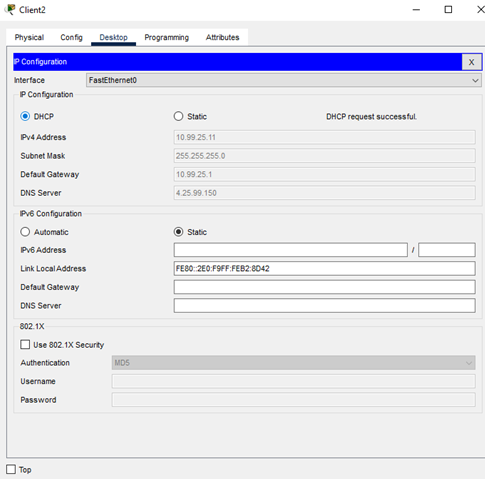 Client2
Physical Config Desktop Programming Attributes
IP Configuration X
Interface FastEthernet0
IP Configuration
DHCP Static DHCP request successful.
IPv4 Address 10.99.25.11
Subnet Mask 255.255.255.0
Default Gateway 10.99.25.1
DNS Server 4.25.99.150
IPv6 Configuration
Automatic Static
IPv6 Address /
Link Local Address FE80::2E0:F9FF:FEB2:8D42
Default Gateway
DNS Server
802.1X
Use 802.1X Security
Authentication MD5
Username
Password
Top